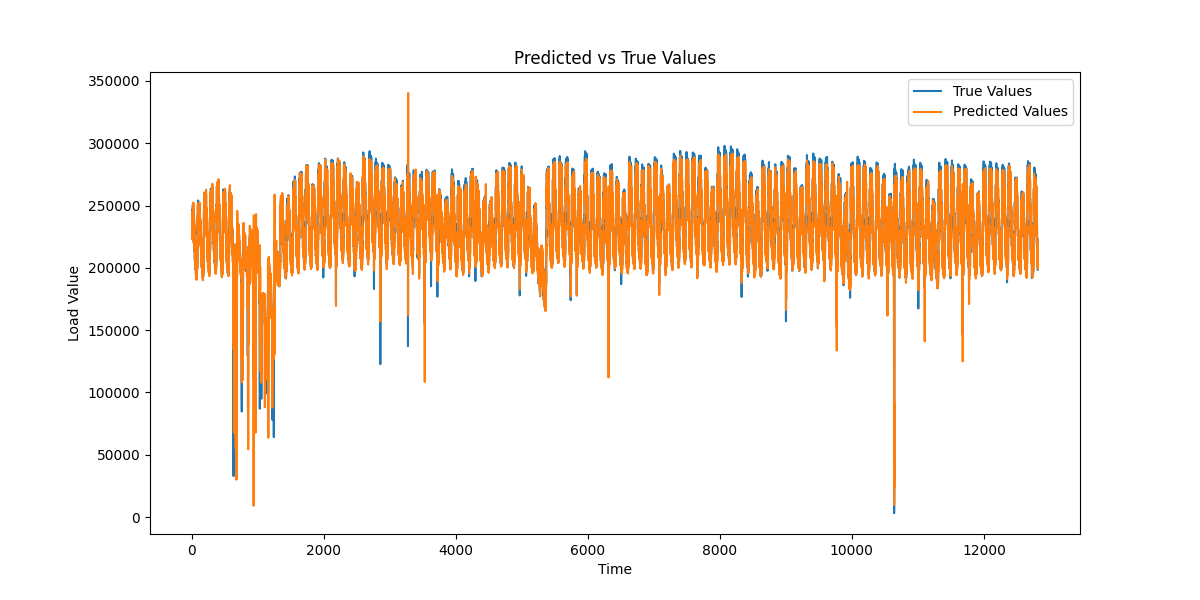 Predicted vs True Values
True Values
Predicted Values
Load Value
350000
300000
250000
200000
150000
100000
50000
0
0 2000 4000 6000 8000 10000 12000
Time